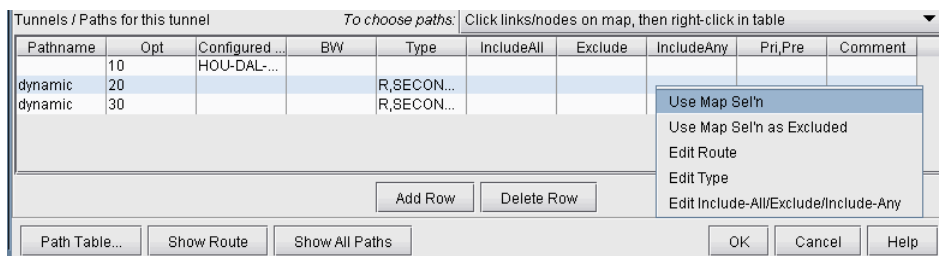 Tunnels / Paths for this tunnel To choose paths: Click links/nodes on map, then right-click in table
Pathname Opt Configured ... BW Type IncludeAll Exclude IncludeAny Pri,Pre Comment
10 HOU-DAL-...
dynamic 20 R,SECON...
dynamic 30 R,SECON...
Use Map Sel'n
Use Map Sel'n as Excluded
Edit Route
Edit Type
Edit Include-All/Exclude/Include-Any
Add Row Delete Row
Path Table... Show Route Show All Paths OK Cancel Help